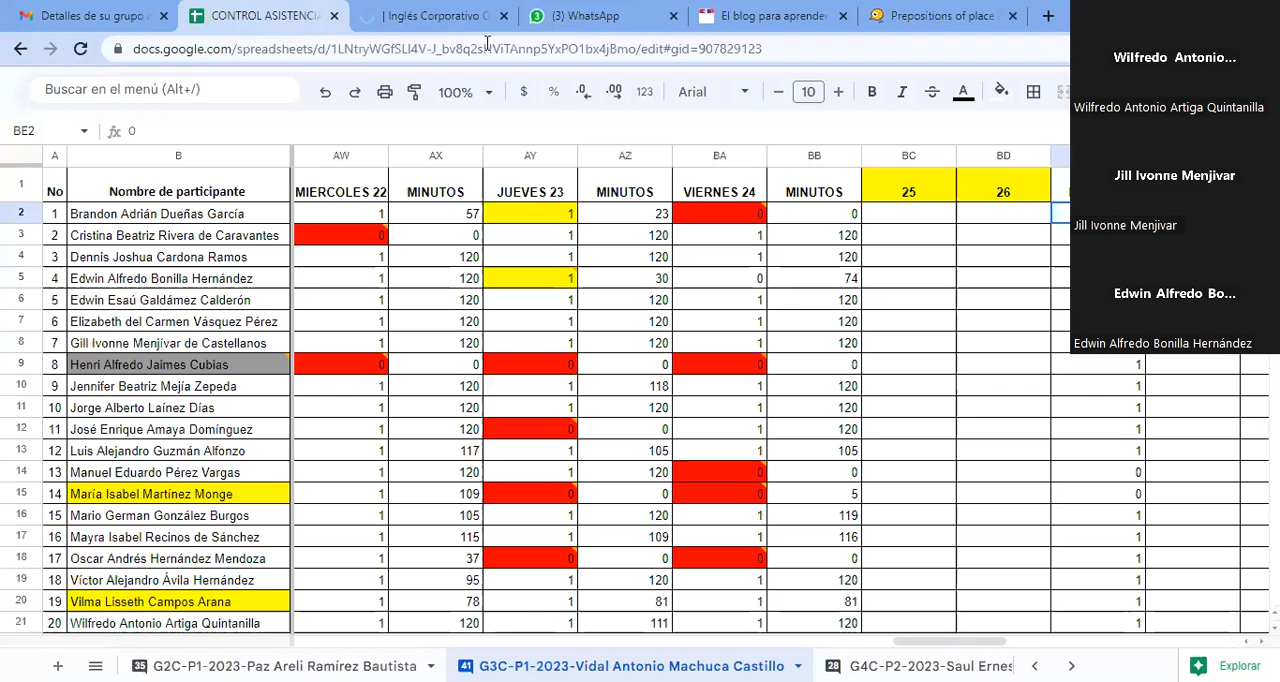 Detalles de su grupo CONTROL ASISTENCIA Inglés Corporativo (3) WhatsApp El blog para aprender Prepositions of place
docs.google.com/spreadsheets/d/1LNtryWGfSLI4V-J_bv8q2s ViTAnnp5YxPO1bx4jBmo/edit#gid=907829123
Buscar en el menú (Alt+/) 100% $ % .0 .00 123 Arial 10 B I S A
BE2 fx 0
A B AW AX AY AZ BA BB BC BD
1 No Nombre de participante MIERCOLES 22 MINUTOS JUEVES 23 MINUTOS VIERNES 24 MINUTOS 25 26
2 1 Brandon Adrián Dueñas García 1 57 1 23 0 0
3 2 Cristina Beatriz Rivera de Caravantes 0 0 1 120 1 120
4 3 Dennis Joshua Cardona Ramos 1 120 1 120 1 120
5 4 Edwin Alfredo Bonilla Hernández 1 120 1 30 0 74
6 5 Edwin Esaú Galdámez Calderón 1 120 1 120 1 120
7 6 Elizabeth del Carmen Vásquez Pérez 1 120 1 120 1 120
8 7 Gill Ivonne Menjívar de Castellanos 1 120 1 120 1 120
9 8 Henri Alfredo Jaimes Cubias 0 0 0 0 0 0 1
10 9 Jennifer Beatriz Mejía Zepeda 1 120 1 118 1 120 1
11 10 Jorge Alberto Laínez Días 1 120 1 120 1 120 1
12 11 José Enrique Amaya Domínguez 1 120 0 0 1 120 1
13 12 Luis Alejandro Guzmán Alfonzo 1 117 1 105 1 105 1
14 13 Manuel Eduardo Pérez Vargas 1 120 1 120 0 0 0
15 14 María Isabel Martínez Monge 1 109 0 0 0 5 0
16 15 Mario German González Burgos 1 105 1 120 1 119 1
17 16 Mayra Isabel Recinos de Sánchez 1 115 1 109 1 116 1
18 17 Oscar Andrés Hernández Mendoza 1 37 0 0 0 0 1
19 18 Víctor Alejandro Ávila Hernández 1 95 1 120 1 120 1
20 19 Vilma Lisseth Campos Arana 1 78 1 81 1 81 1
21 20 Wilfredo Antonio Artiga Quintanilla 1 120 1 111 1 120 1
35 G2C-P1-2023-Paz Areli Ramírez Bautista 41 G3C-P1-2023-Vidal Antonio Machuca Castillo 28 G4C-P2-2023-Saul Ernes Explorar
Wilfredo Antonio...
Wilfredo Antonio Artiga Quintanilla
Jill Ivonne Menjivar
Jill Ivonne Menjivar
Edwin Alfredo Bo...
Edwin Alfredo Bonilla Hernández